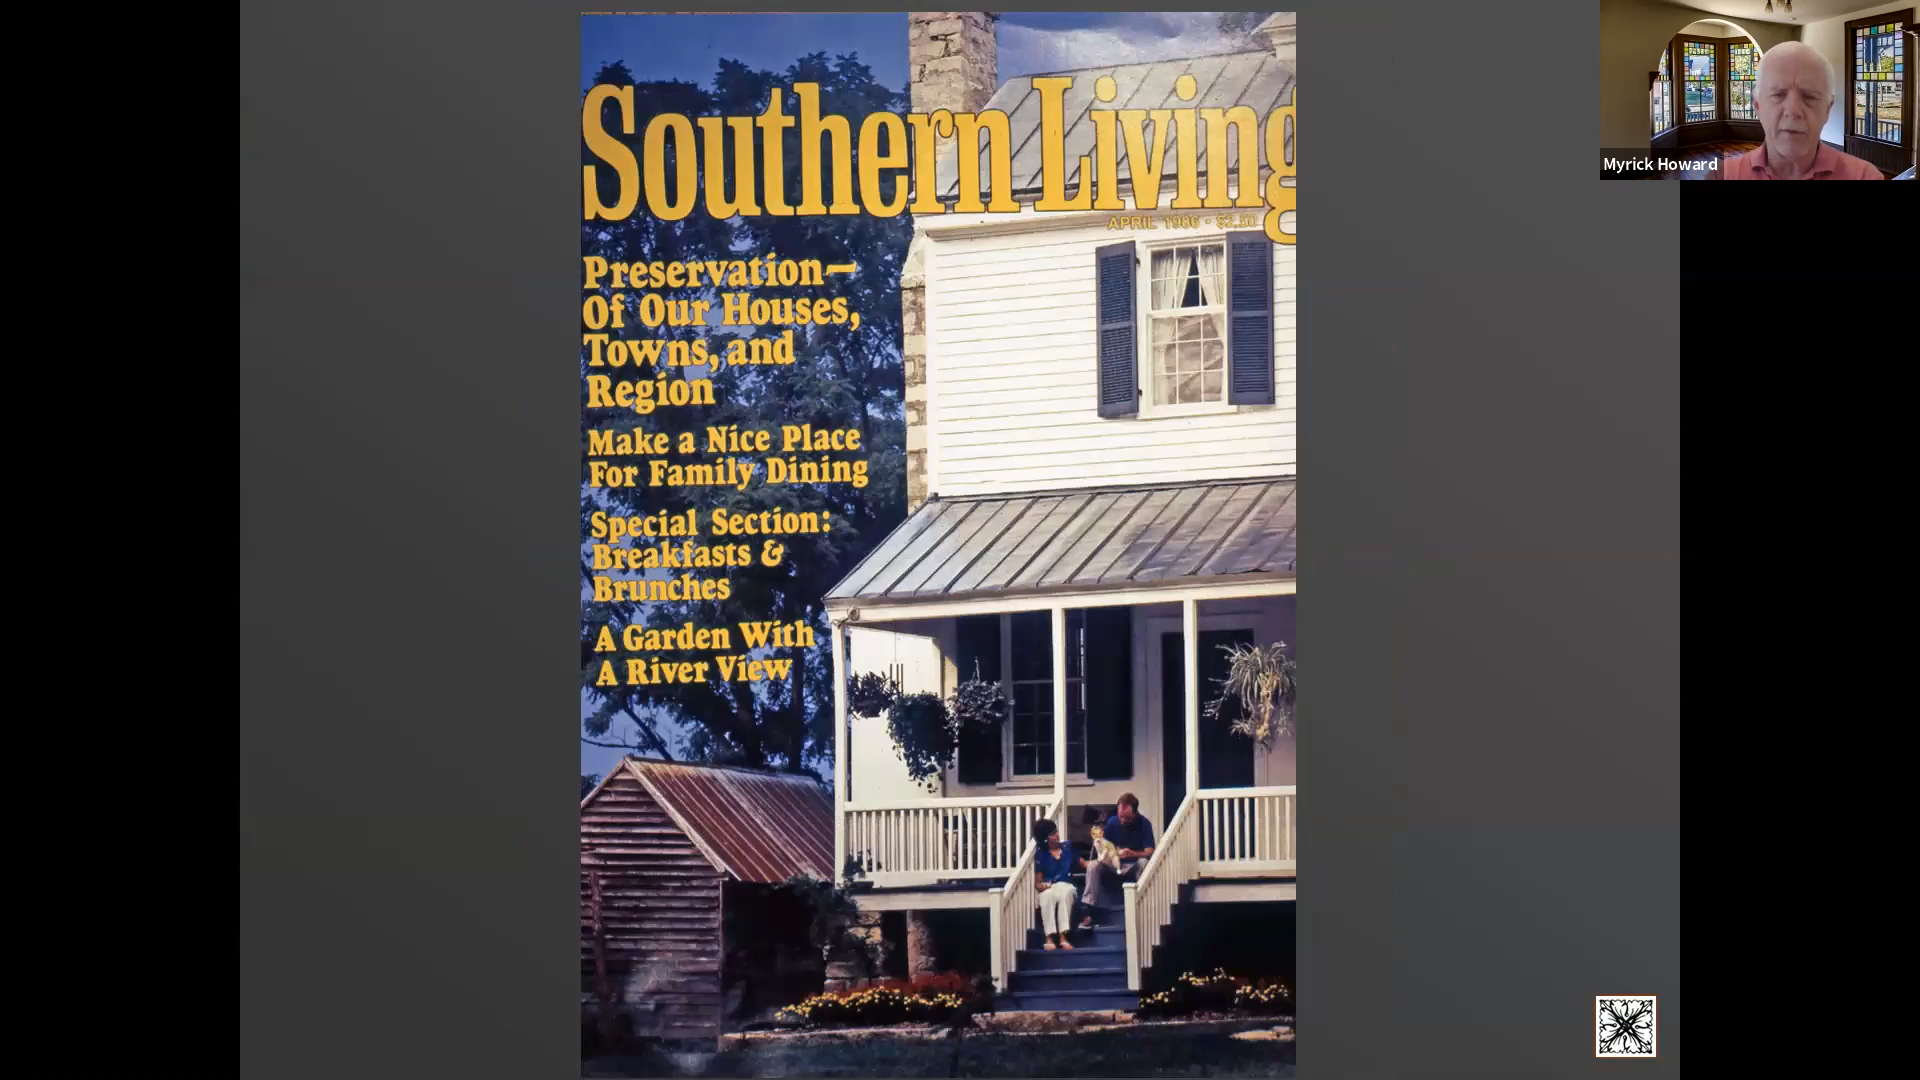 Southern Living
APRIL 1986 • $2.50
Preservation—
Of Our Houses,
Towns, and
Region
Make a Nice Place
For Family Dining
Special Section:
Breakfasts &
Brunches
A Garden With
A River View
Myrick Howard